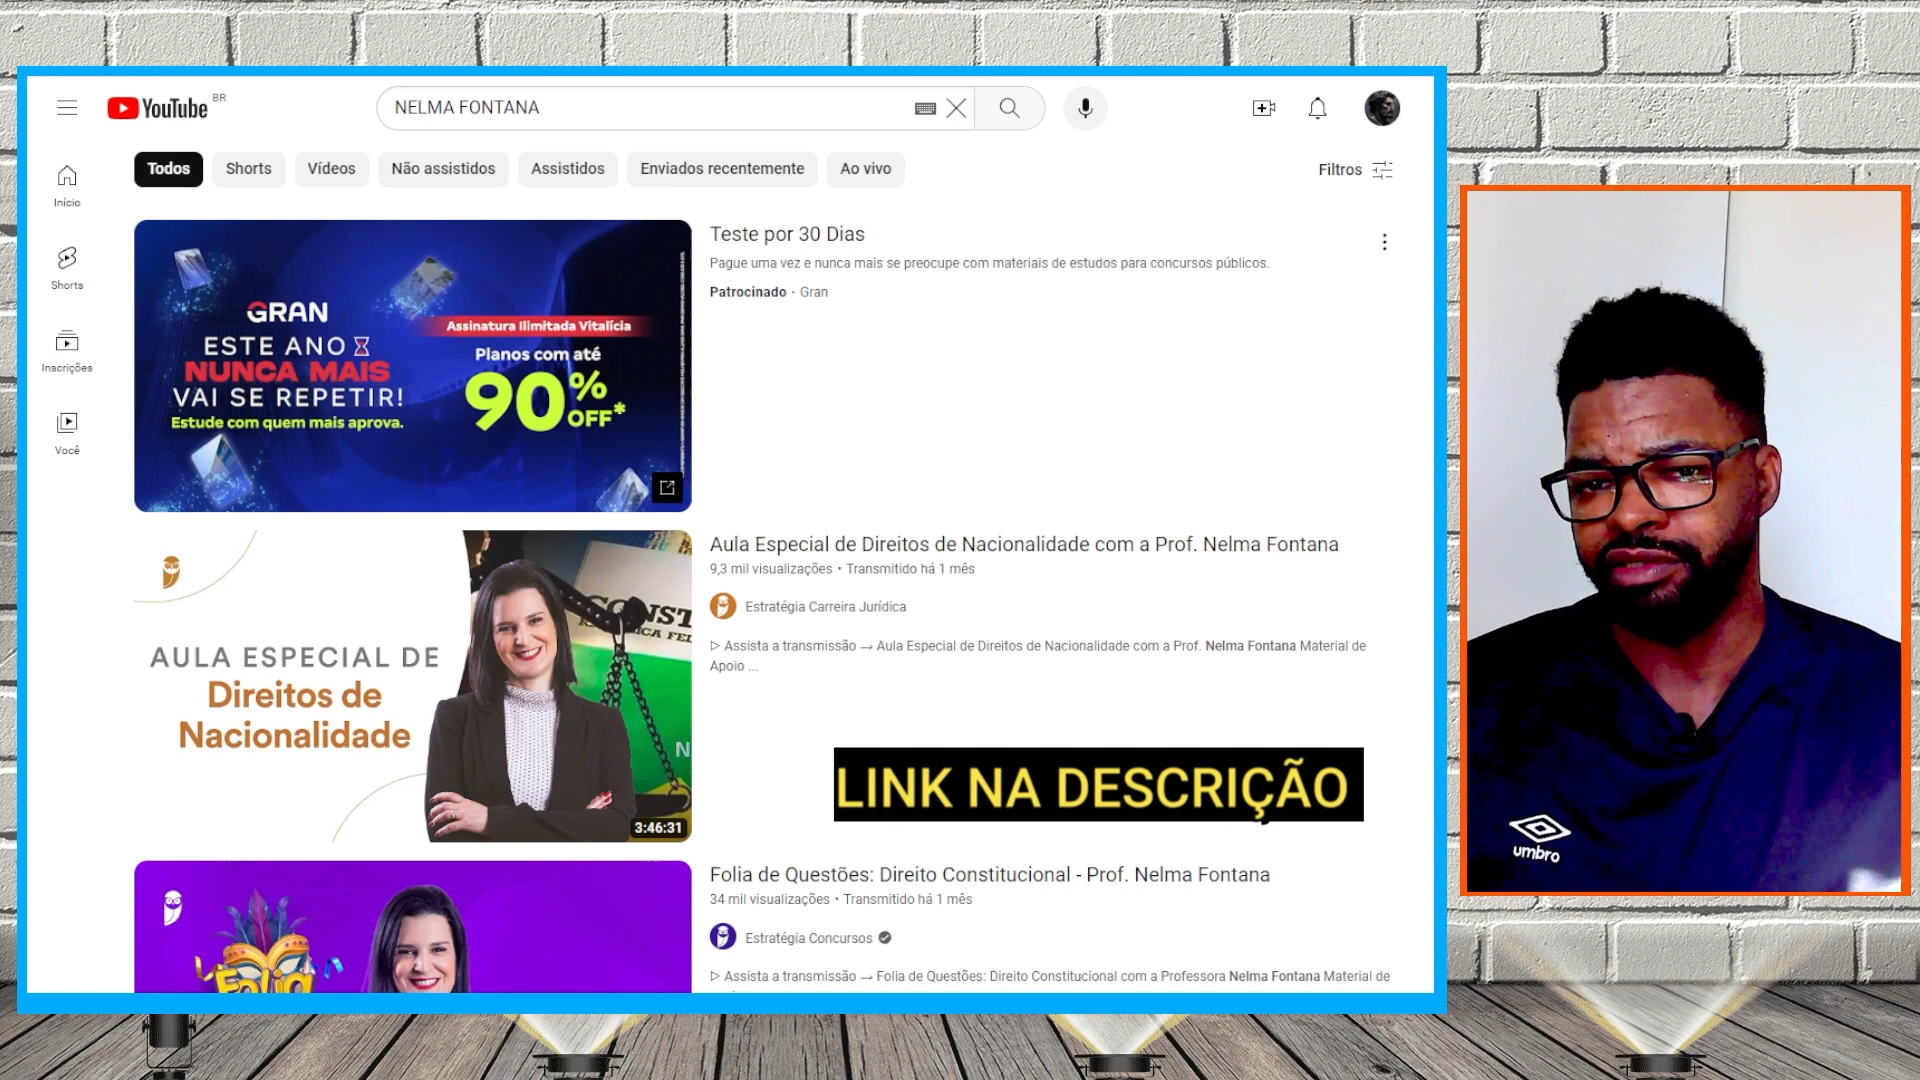 YouTube BR
NELMA FONTANA
Todos
Shorts
Vídeos
Não assistidos
Assistidos
Enviados recentemente
Ao vivo
Filtros
Início
Shorts
Inscrições
Você
GRAN
ESTE ANO
NUNCA MAIS
VAI SE REPETIR!
Estude com quem mais aprova.
Assinatura Ilimitada Vitalícia
Planos com até
90%
OFF*
Teste por 30 Dias
Pague uma vez e nunca mais se preocupe com materiais de estudos para concursos públicos.
Patrocinado · Gran
AULA ESPECIAL DE
Direitos de
Nacionalidade
CONST
ICA FE
N
3:46:31
Aula Especial de Direitos de Nacionalidade com a Prof. Nelma Fontana
9,3 mil visualizações • Transmitido há 1 mês
Estratégia Carreira Jurídica
▷ Assista a transmissão → Aula Especial de Direitos de Nacionalidade com a Prof. Nelma Fontana Material de
Apoio ...
LINK NA DESCRIÇÃO
Folia
Folia de Questões: Direito Constitucional - Prof. Nelma Fontana
34 mil visualizações • Transmitido há 1 mês
Estratégia Concursos
▷ Assista a transmissão → Folia de Questões: Direito Constitucional com a Professora Nelma Fontana Material de
umbro